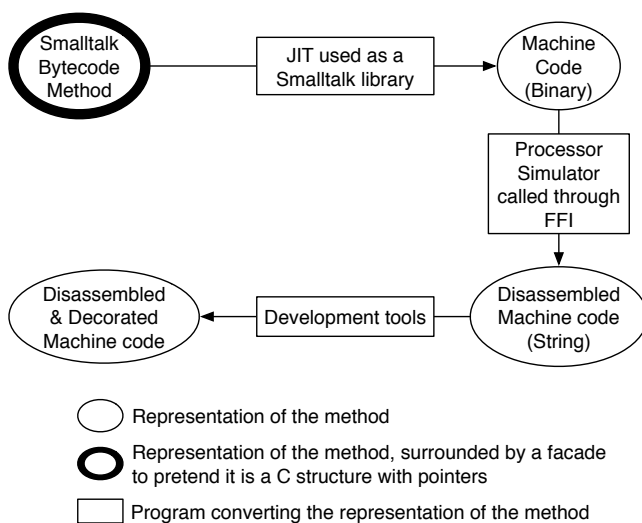 Smalltalk
Bytecode
Method
JIT used as a
Smalltalk library
Machine
Code
(Binary)
Processor
Simulator
called through
FFI
Disassembled
& Decorated
Machine code
Development tools
Disassembled
Machine code
(String)
Representation of the method
Representation of the method, surrounded by a facade
to pretend it is a C structure with pointers
Program converting the representation of the method